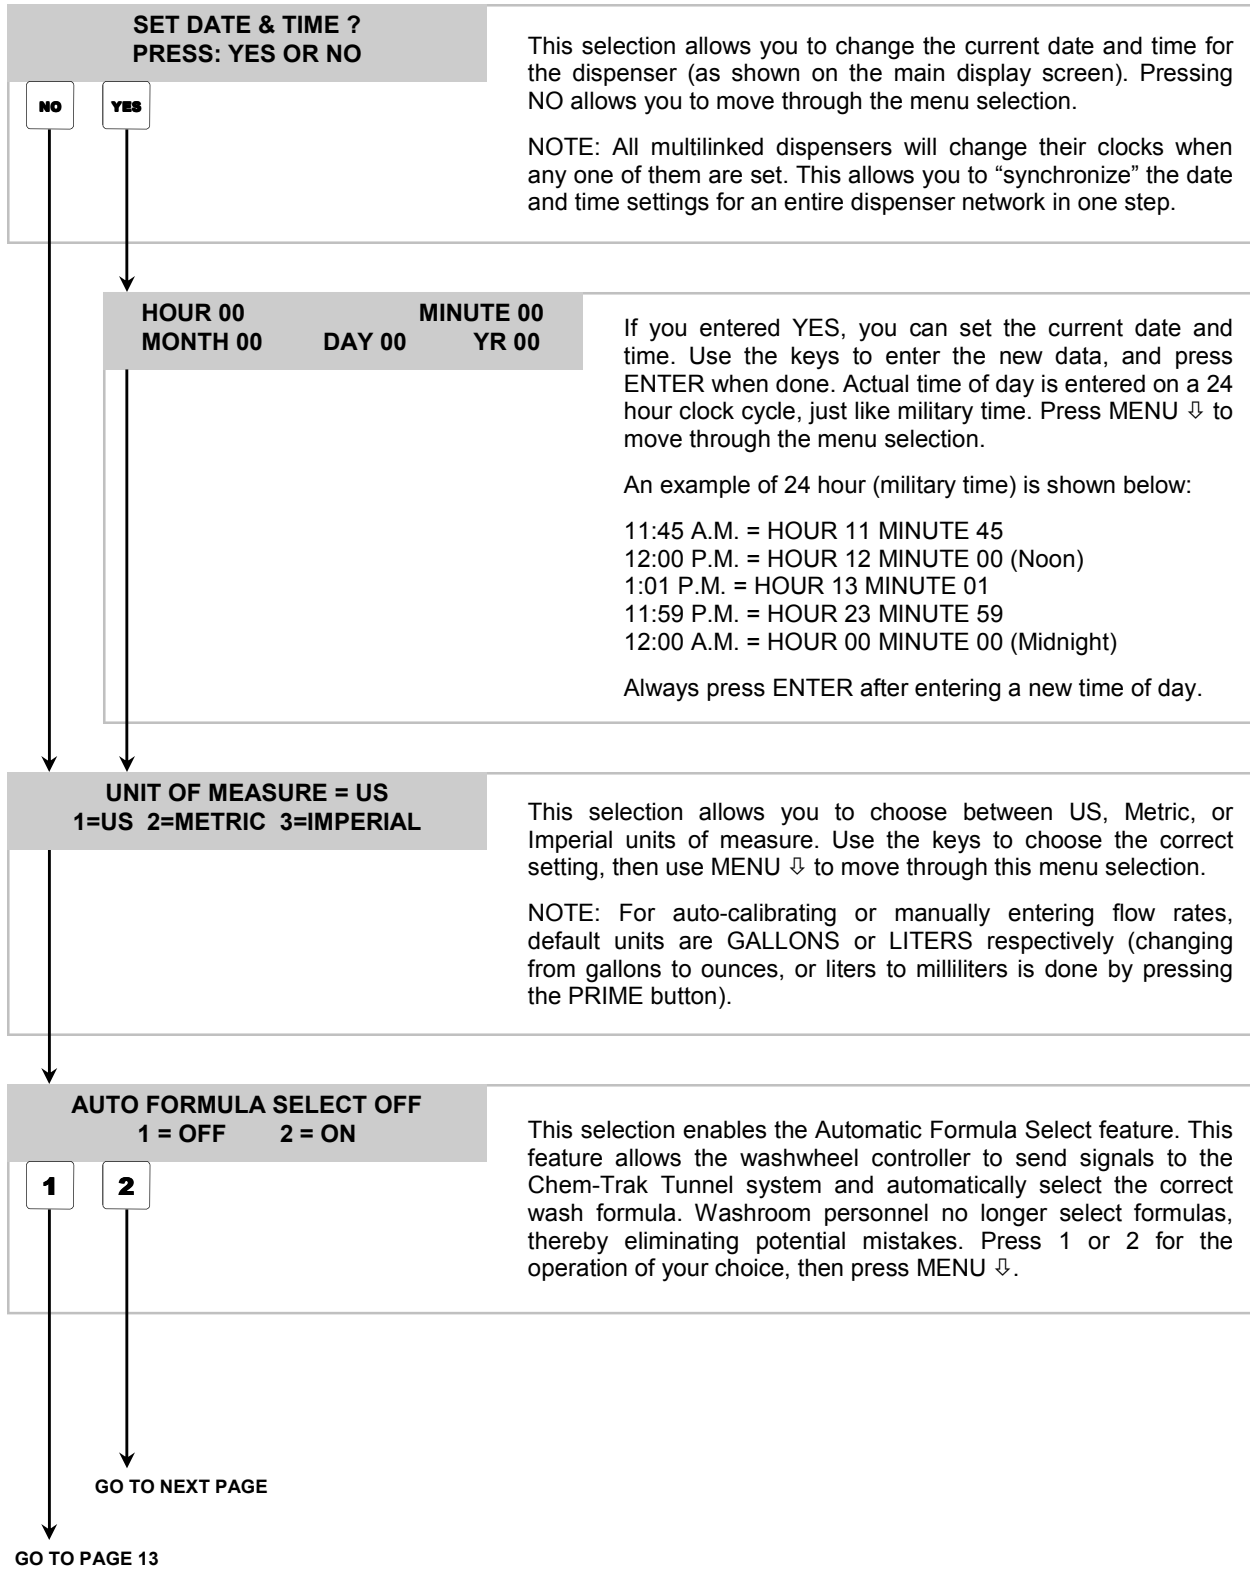 SET DATE & TIME ?
PRESS: YES OR NO
NO YES
This selection allows you to change the current date and time for
the dispenser (as shown on the main display screen). Pressing
NO allows you to move through the menu selection.
NOTE: All multilinked dispensers will change their clocks when
any one of them are set. This allows you to “synchronize” the date
and time settings for an entire dispenser network in one step.
HOUR 00 MINUTE 00
MONTH 00 DAY 00 YR 00
If you entered YES, you can set the current date and
time. Use the keys to enter the new data, and press
ENTER when done. Actual time of day is entered on a 24
hour clock cycle, just like military time. Press MENU ⇩ to
move through the menu selection.
An example of 24 hour (military time) is shown below:
11:45 A.M. = HOUR 11 MINUTE 45
12:00 P.M. = HOUR 12 MINUTE 00 (Noon)
1:01 P.M. = HOUR 13 MINUTE 01
11:59 P.M. = HOUR 23 MINUTE 59
12:00 A.M. = HOUR 00 MINUTE 00 (Midnight)
Always press ENTER after entering a new time of day.
UNIT OF MEASURE = US
1=US 2=METRIC 3=IMPERIAL
This selection allows you to choose between US, Metric, or
Imperial units of measure. Use the keys to choose the correct
setting, then use MENU ⇩ to move through this menu selection.
NOTE: For auto-calibrating or manually entering flow rates,
default units are GALLONS or LITERS respectively (changing
from gallons to ounces, or liters to milliliters is done by pressing
the PRIME button).
AUTO FORMULA SELECT OFF
1 = OFF 2 = ON
1 2
This selection enables the Automatic Formula Select feature. This
feature allows the washwheel controller to send signals to the
Chem-Trak Tunnel system and automatically select the correct
wash formula. Washroom personnel no longer select formulas,
thereby eliminating potential mistakes. Press 1 or 2 for the
operation of your choice, then press MENU ⇩.
GO TO NEXT PAGE
GO TO PAGE 13